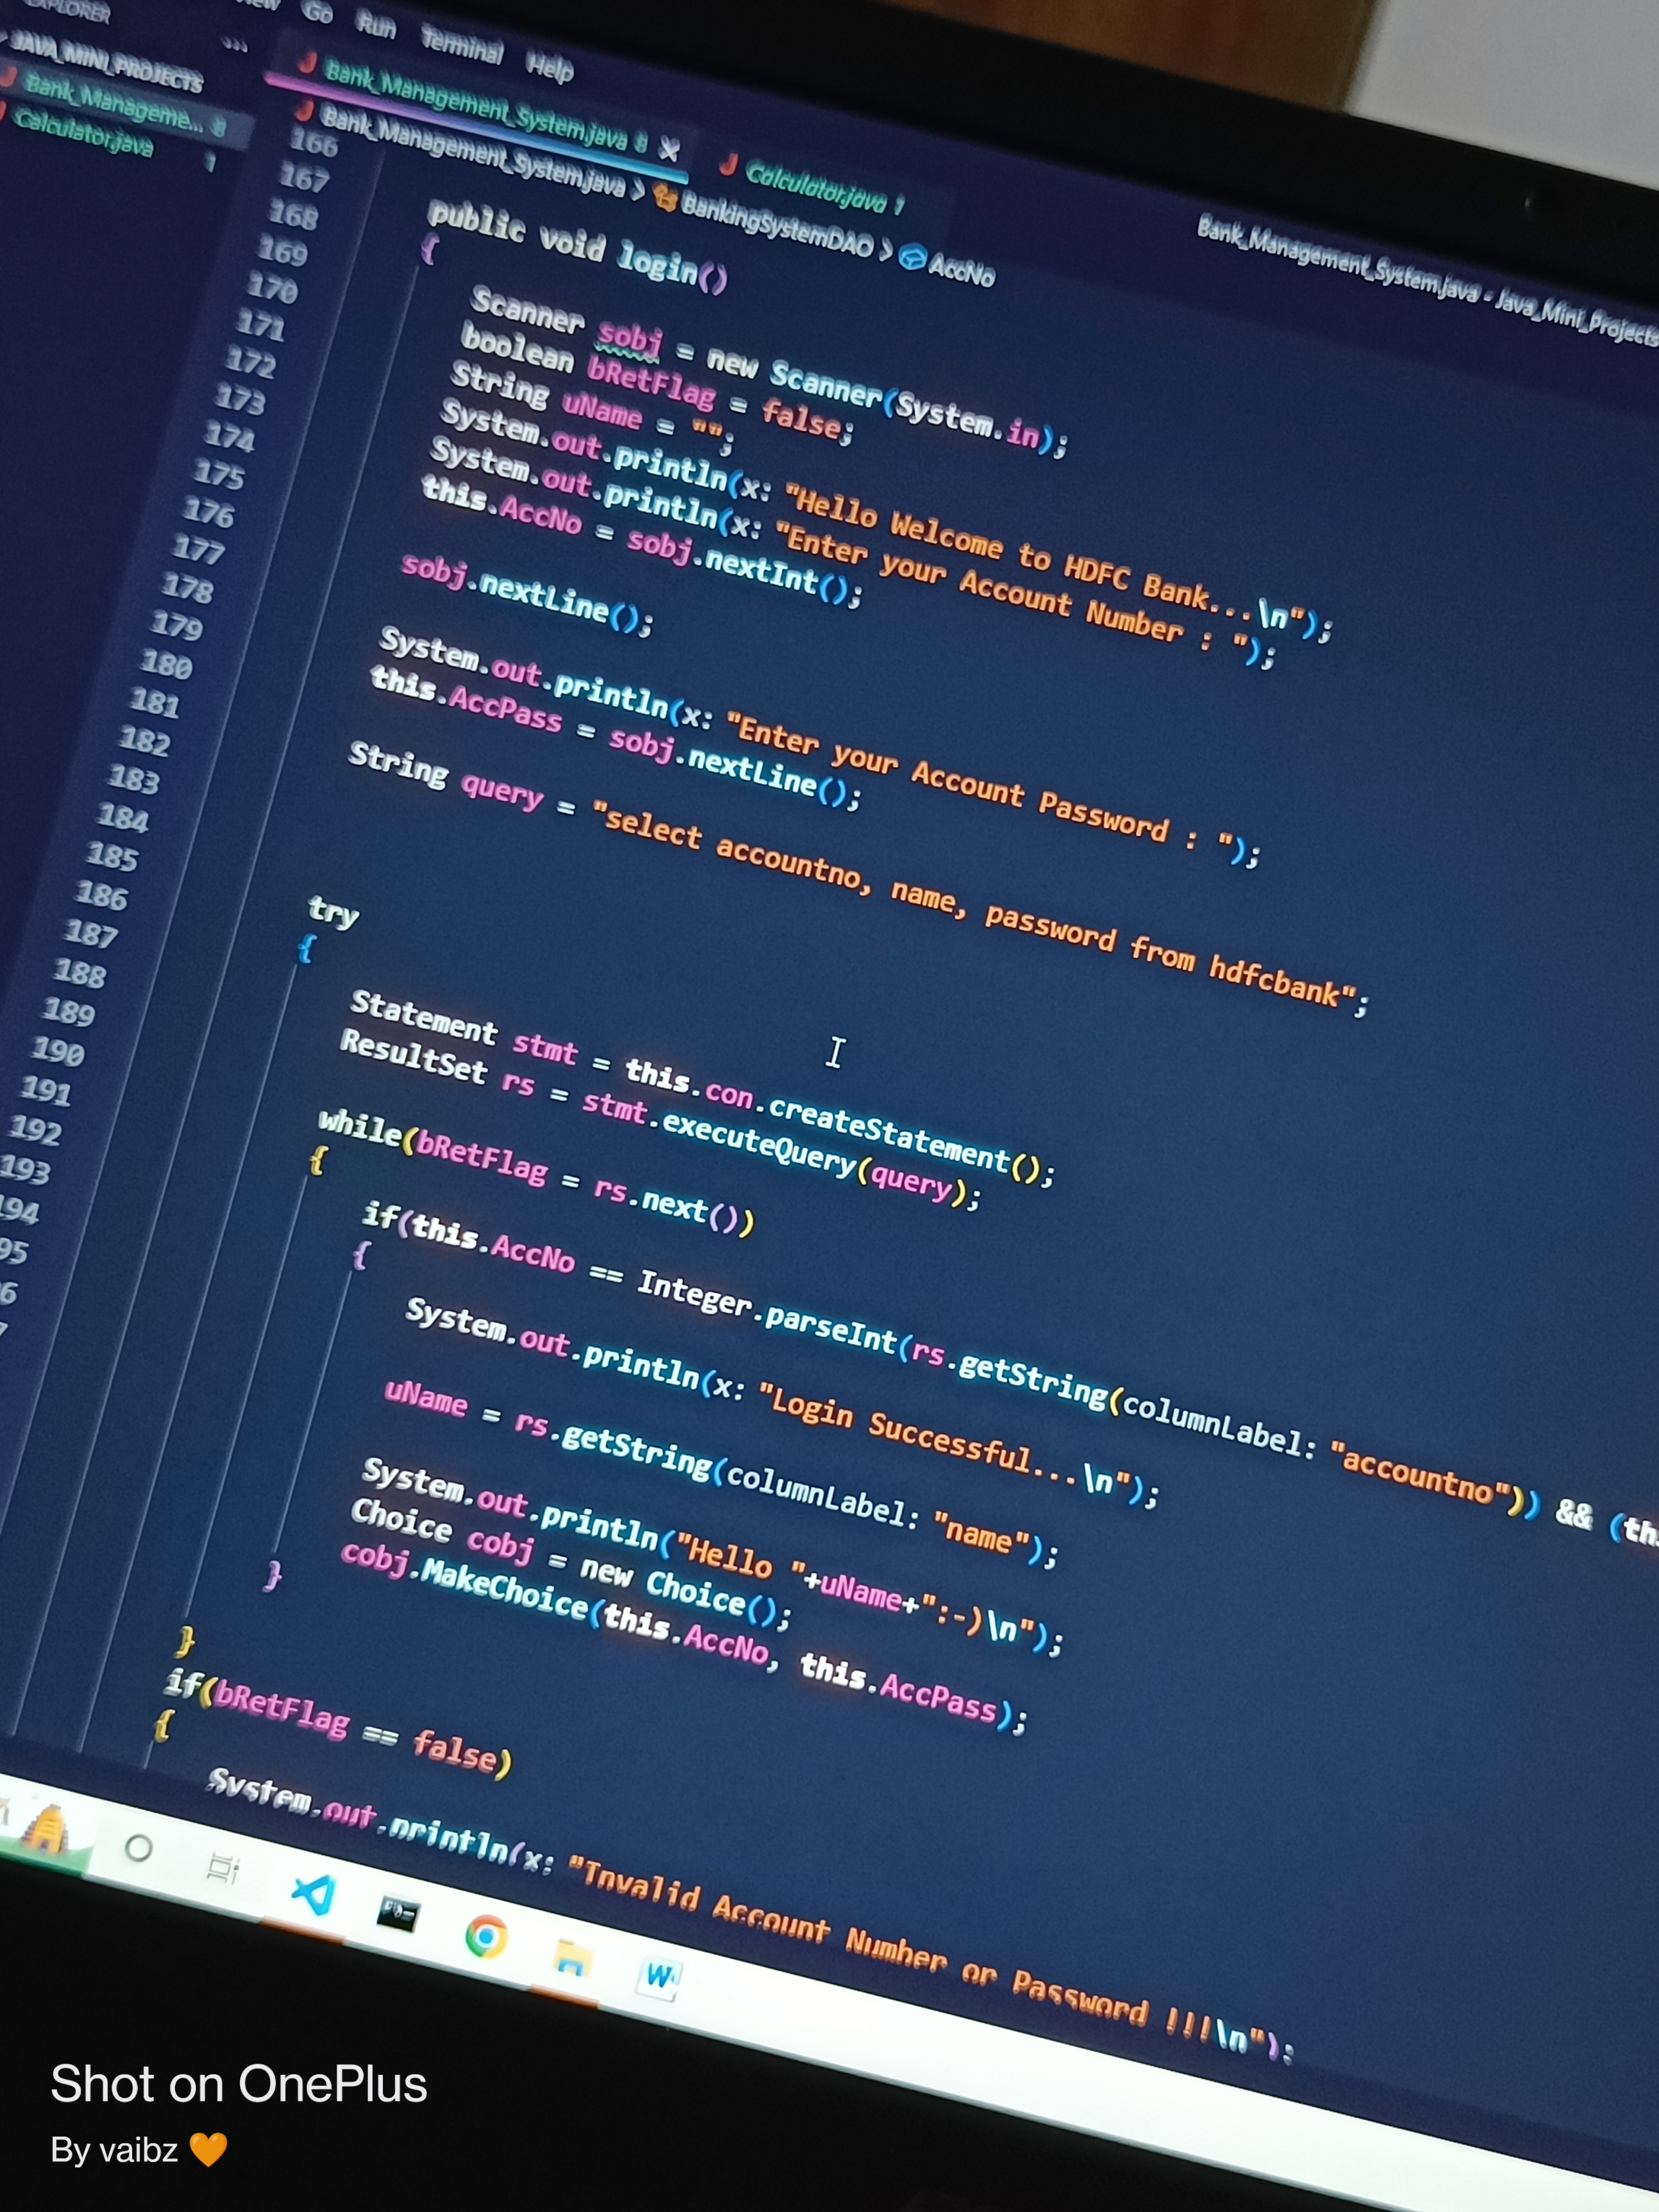 EXPLORER
Go Run Terminal Help
JAVA_MINI_PROJECTS
Bank_Manageme... 8
Calculator.java 1
Bank_Management_System.java 8
Calculator.java 1
Bank_Management_System.java - Java_Mini_Projects
Bank_Management_System.java > BankingSystemDAO > AccNo
166
167
168
169
170
171
172
173
174
175
176
177
178
179
180
181
182
183
184
185
186
187
188
189
190
191
192
193
194
95
6
7
public void login()
{
Scanner sobj = new Scanner(System.in);
boolean bRetFlag = false;
String uName = "";
System.out.println(x: "Hello Welcome to HDFC Bank...\n");
System.out.println(x: "Enter your Account Number : ");
this.AccNo = sobj.nextInt();
sobj.nextLine();
System.out.println(x: "Enter your Account Password : ");
this.AccPass = sobj.nextLine();
String query = "select accountno, name, password from hdfcbank";
try
{
Statement stmt = this.con.createStatement();
ResultSet rs = stmt.executeQuery(query);
while(bRetFlag = rs.next())
{
if(this.AccNo == Integer.parseInt(rs.getString(columnLabel: "accountno")) && (th
{
System.out.println(x: "Login Successful...\n");
uName = rs.getString(columnLabel: "name");
System.out.println("Hello "+uName+":-)\n");
Choice cobj = new Choice();
cobj.MakeChoice(this.AccNo, this.AccPass);
}
}
if(bRetFlag == false)
{
System.out.println(x: "Invalid Account Number or Password !!!\n");
Shot on OnePlus
By vaibz 🧡